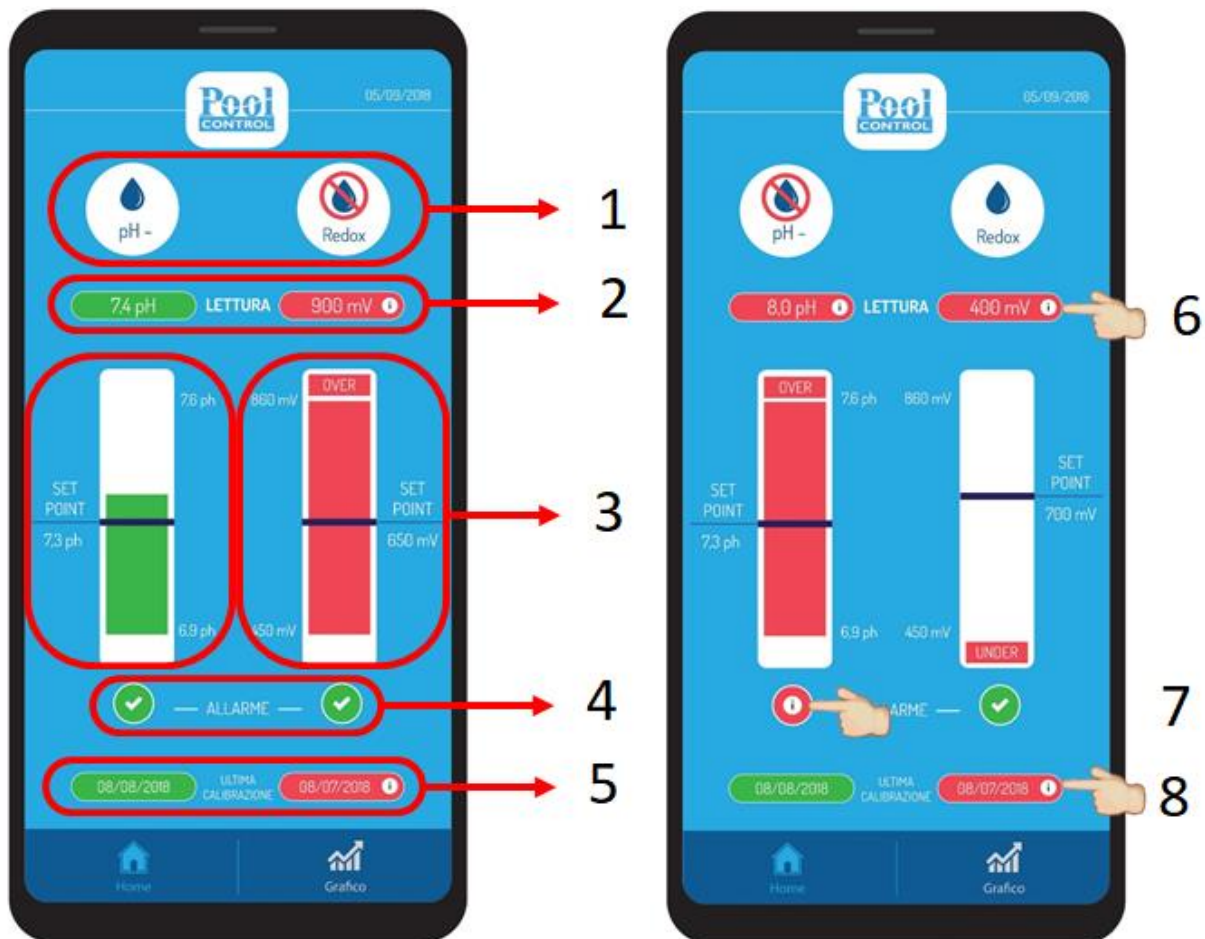 Pool
CONTROL
05/09/2018
pH -
Redox
1
7,4 pH
LETTURA
900 mV i
2
7,6 ph
6,9 ph
SET
POINT
7,3 ph
OVER
860 mV
450 mV
SET
POINT
650 mV
3
ALLARME
4
08/08/2018
ULTIMA
CALIBRAZIONE
08/07/2018 i
5
Home
Grafico
Pool
CONTROL
05/09/2018
pH -
Redox
8,0 pH i
LETTURA
400 mV i
6
OVER
7,6 ph
6,9 ph
SET
POINT
7,3 ph
860 mV
450 mV
SET
POINT
700 mV
UNDER
i
ARME
7
08/08/2018
ULTIMA
CALIBRAZIONE
08/07/2018 i
8
Home
Grafico